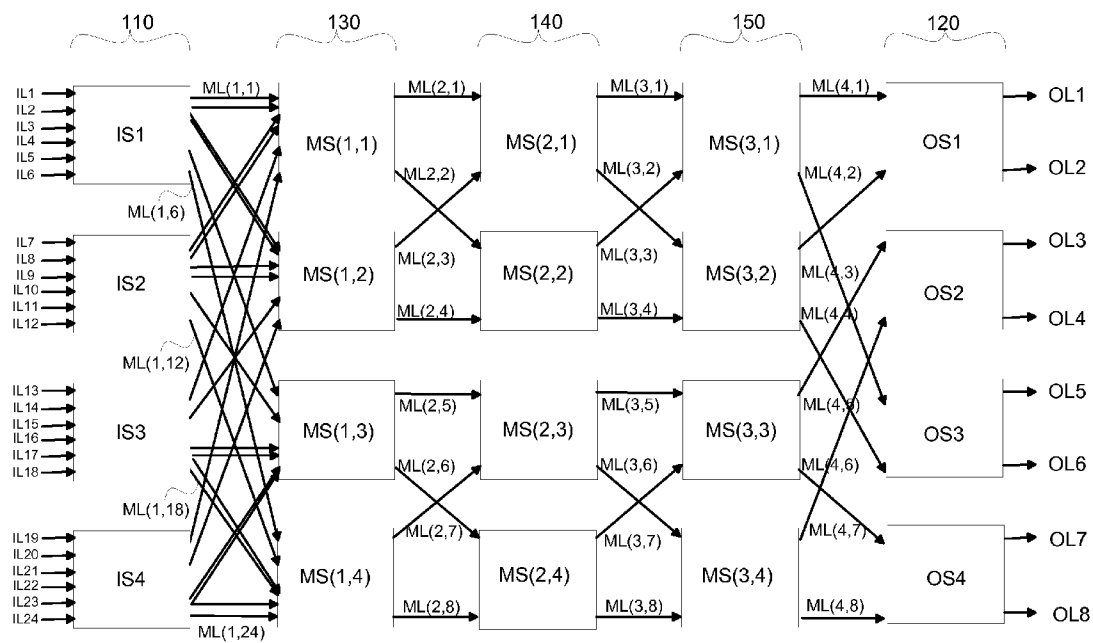 110 130 140 150 120
ML(1,1) ML(2,1) ML(3,1) ML(4,1)
IL1
IL2
IL3
IL4
IL5
IL6
IS1 MS(1,1) MS(2,1) MS(3,1) OS1
OL1
OL2
ML(1,6) ML2,2) ML(3,2) ML(4,2)
IL7
IL8
IL9
IL10
IL11
IL12
IS2 MS(1,2) MS(2,2) MS(3,2) OS2
OL3
OL4
ML(2,3) ML(3,3) ML(4,3)
ML(2,4) ML(3,4) ML(4,4)
ML(1,12)
IL13
IL14
IL15
IL16
IL17
IL18
IS3 MS(1,3) MS(2,3) MS(3,3) OS3
OL5
OL6
ML(2,5) ML(3,5) ML(4,5)
ML(2,6) ML(3,6) ML(4,6)
ML(1,18)
IL19
IL20
IL21
IL22
IL23
IL24
ML(2,7) ML(3,7) ML(4,7)
IS4 MS(1,4) MS(2,4) MS(3,4) OS4
OL7
OL8
ML(2,8) ML(3,8) ML(4,8)
ML(1,24)